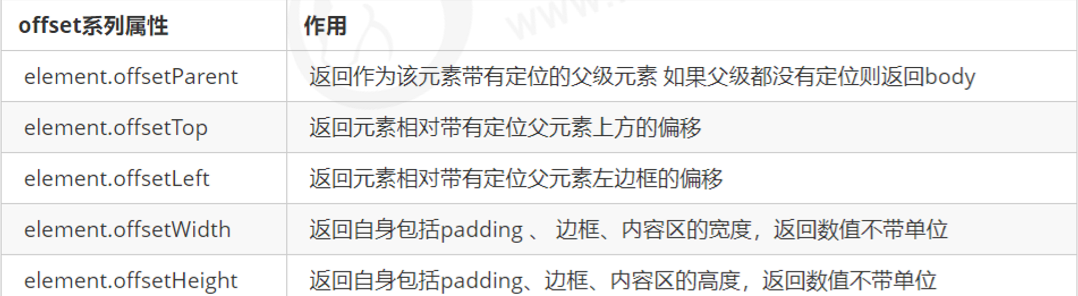 offset系列属性 作用
element.offsetParent 返回作为该元素带有定位的父级元素 如果父级都没有定位则返回body
element.offsetTop 返回元素相对带有定位父元素上方的偏移
element.offsetLeft 返回元素相对带有定位父元素左边框的偏移
element.offsetWidth 返回自身包括padding 、 边框、内容区的宽度，返回数值不带单位
element.offsetHeight 返回自身包括padding、边框、内容区的高度，返回数值不带单位